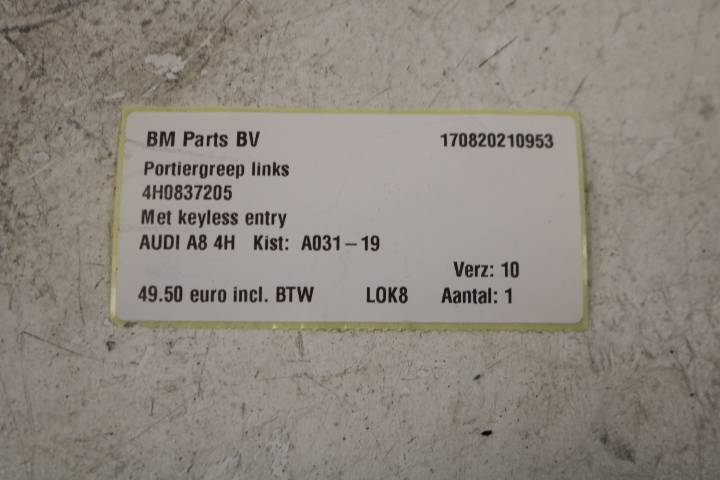 BM Parts BV 170820210953
Portiergreep links
4H0837205
Met keyless entry
AUDI A8 4H Kist: A031-19
Verz: 10
49.50 euro incl. BTW LOK8 Aantal: 1